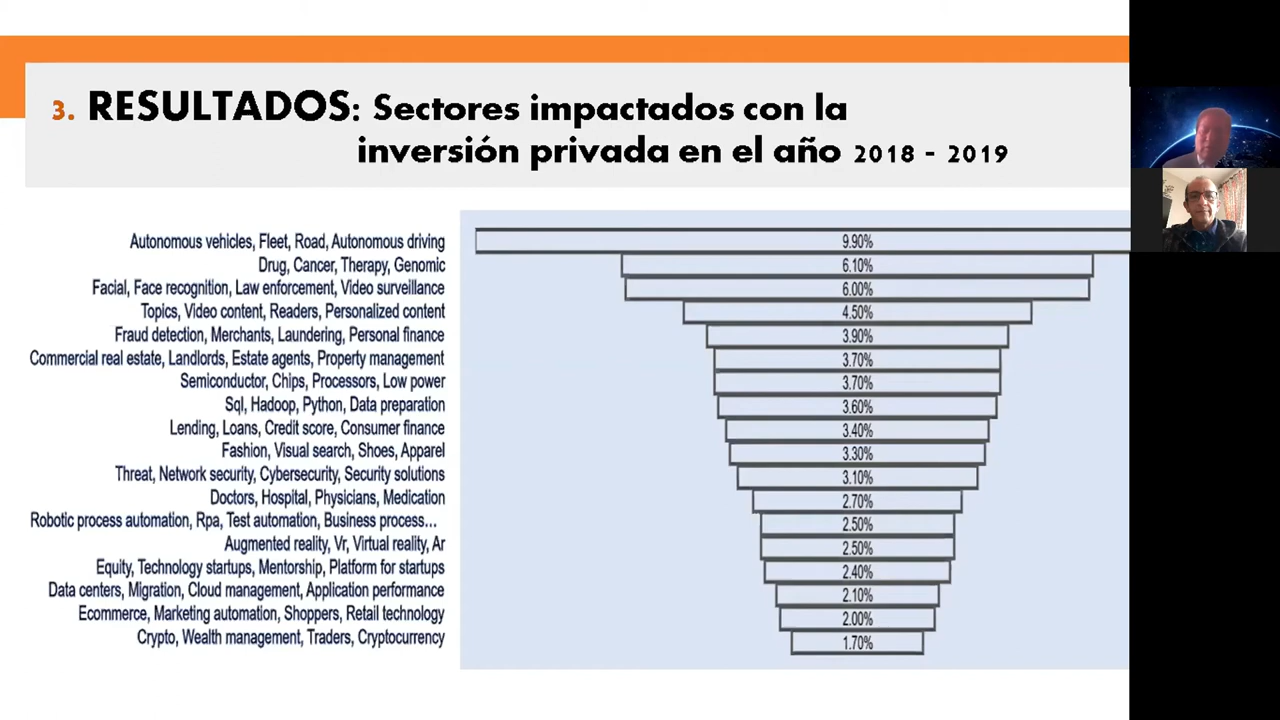 3. RESULTADOS: Sectores impactados con la
inversión privada en el año 2018 - 2019
Autonomous vehicles, Fleet, Road, Autonomous driving 9.90%
Drug, Cancer, Therapy, Genomic 6.10%
Facial, Face recognition, Law enforcement, Video surveillance 6.00%
Topics, Video content, Readers, Personalized content 4.50%
Fraud detection, Merchants, Laundering, Personal finance 3.90%
Commercial real estate, Landlords, Estate agents, Property management 3.70%
Semiconductor, Chips, Processors, Low power 3.70%
Sql, Hadoop, Python, Data preparation 3.60%
Lending, Loans, Credit score, Consumer finance 3.40%
Fashion, Visual search, Shoes, Apparel 3.30%
Threat, Network security, Cybersecurity, Security solutions 3.10%
Doctors, Hospital, Physicians, Medication 2.70%
Robotic process automation, Rpa, Test automation, Business process... 2.50%
Augmented reality, Vr, Virtual reality, Ar 2.50%
Equity, Technology startups, Mentorship, Platform for startups 2.40%
Data centers, Migration, Cloud management, Application performance 2.10%
Ecommerce, Marketing automation, Shoppers, Retail technology 2.00%
Crypto, Wealth management, Traders, Cryptocurrency 1.70%